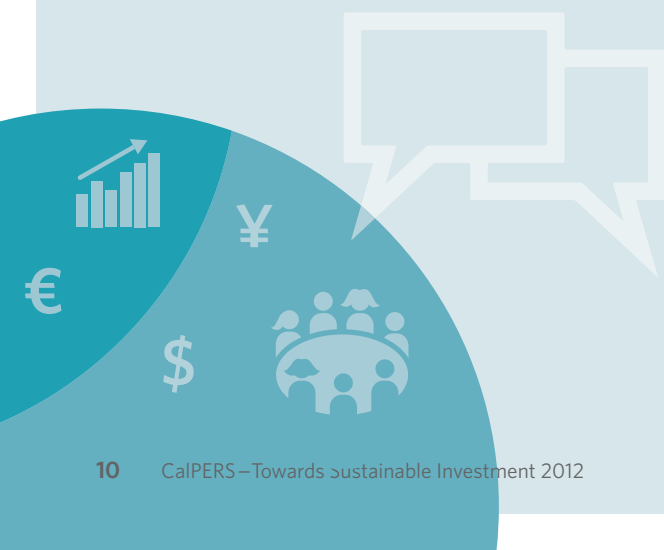 ¥
€
$
10 CalPERS – Towards Sustainable Investment 2012